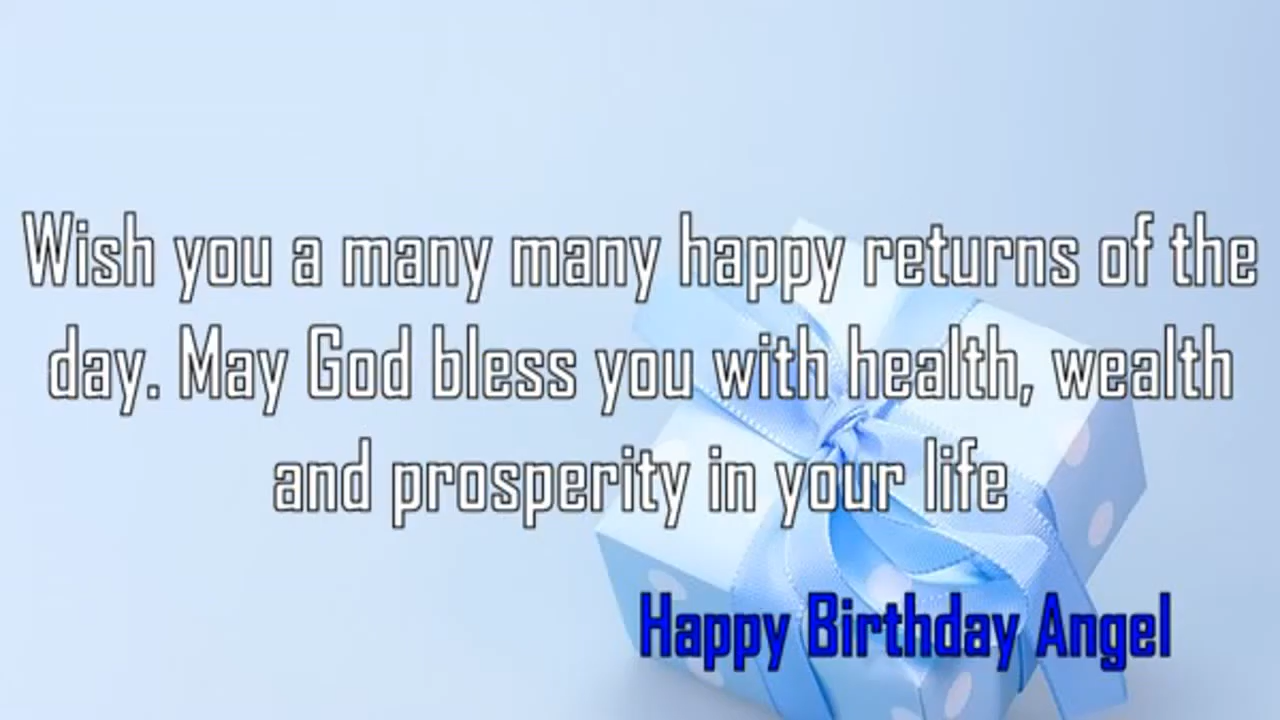 Wish you a many many happy returns of the
day. May God bless you with health, wealth
and prosperity in your life
Happy Birthday Angel